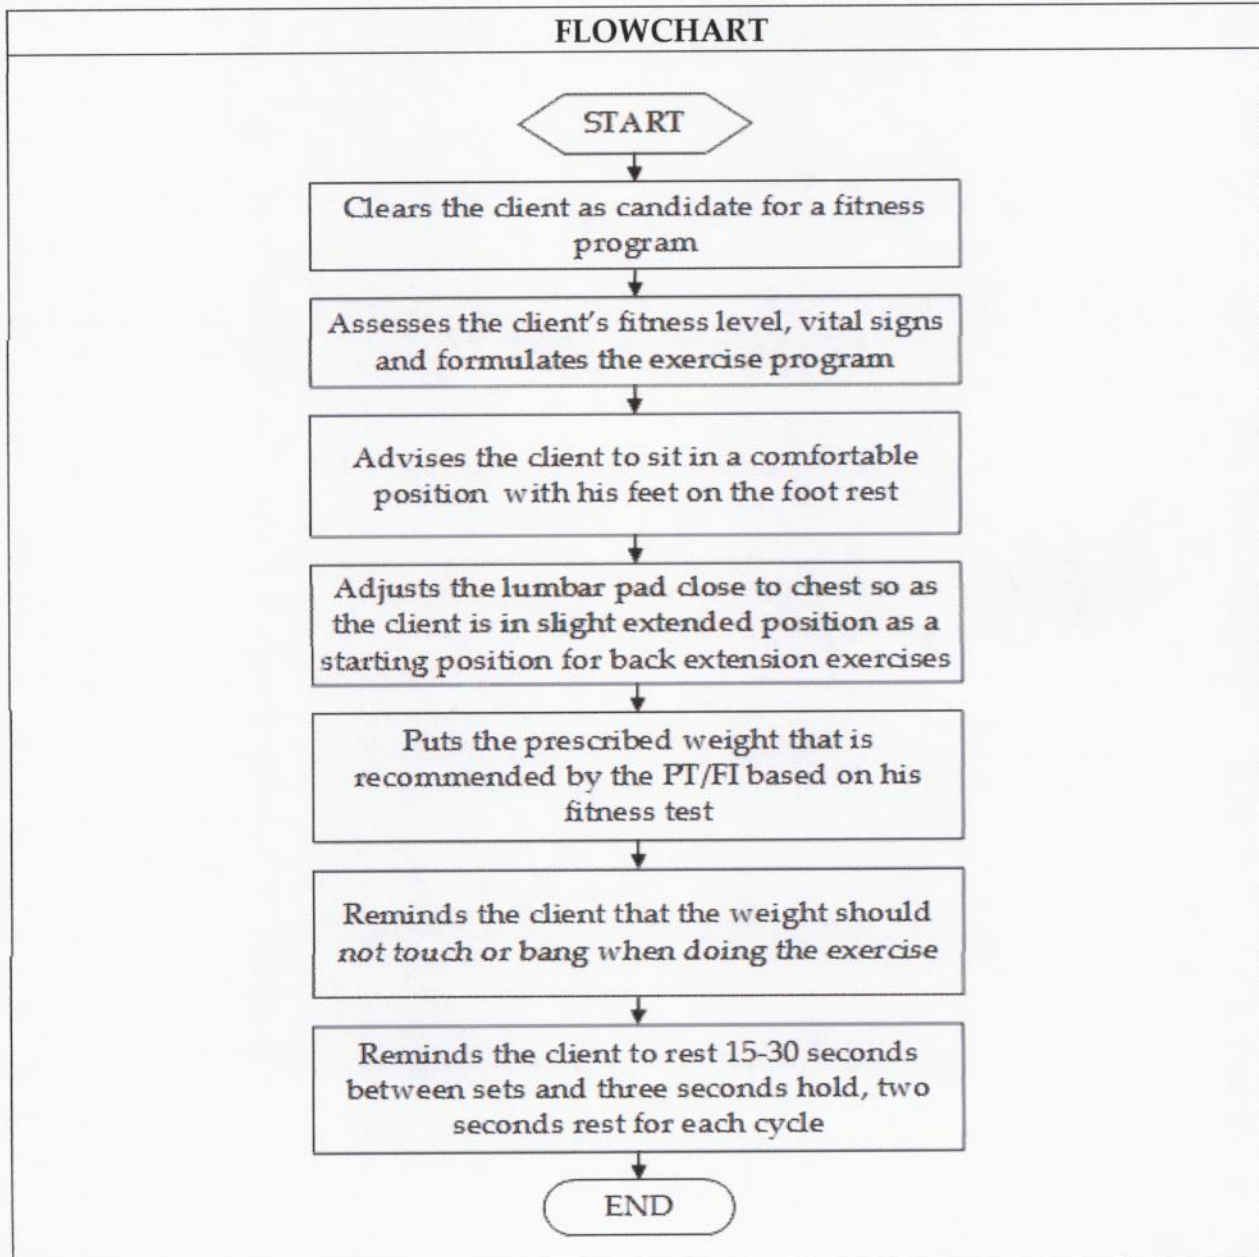 FLOWCHART
START
Clears the client as candidate for a fitness
program
Assesses the client's fitness level, vital signs
and formulates the exercise program
Advises the client to sit in a comfortable
position with his feet on the foot rest
Adjusts the lumbar pad close to chest so as
the client is in slight extended position as a
starting position for back extension exercises
Puts the prescribed weight that is
recommended by the PT/FI based on his
fitness test
Reminds the client that the weight should
not touch or bang when doing the exercise
Reminds the client to rest 15-30 seconds
between sets and three seconds hold, two
seconds rest for each cycle
END